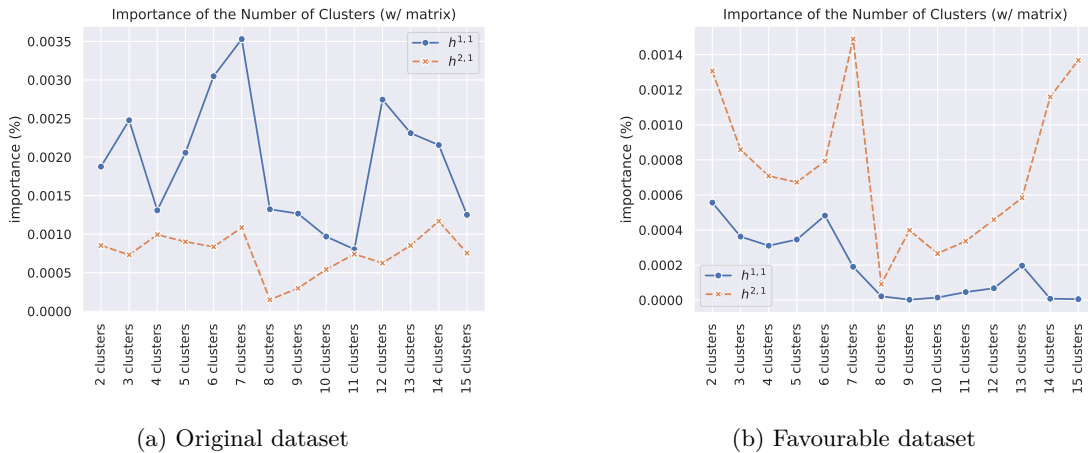 Importance of the Number of Clusters (w/ matrix)
importance (%)
0.0035
0.0030
0.0025
0.0020
0.0015
0.0010
0.0005
0.0000
h^{1,1}
h^{2,1}
2 clusters
3 clusters
4 clusters
5 clusters
6 clusters
7 clusters
8 clusters
9 clusters
10 clusters
11 clusters
12 clusters
13 clusters
14 clusters
15 clusters
(a) Original dataset
Importance of the Number of Clusters (w/ matrix)
importance (%)
0.0014
0.0012
0.0010
0.0008
0.0006
0.0004
0.0002
0.0000
h^{1,1}
h^{2,1}
2 clusters
3 clusters
4 clusters
5 clusters
6 clusters
7 clusters
8 clusters
9 clusters
10 clusters
11 clusters
12 clusters
13 clusters
14 clusters
15 clusters
(b) Favourable dataset